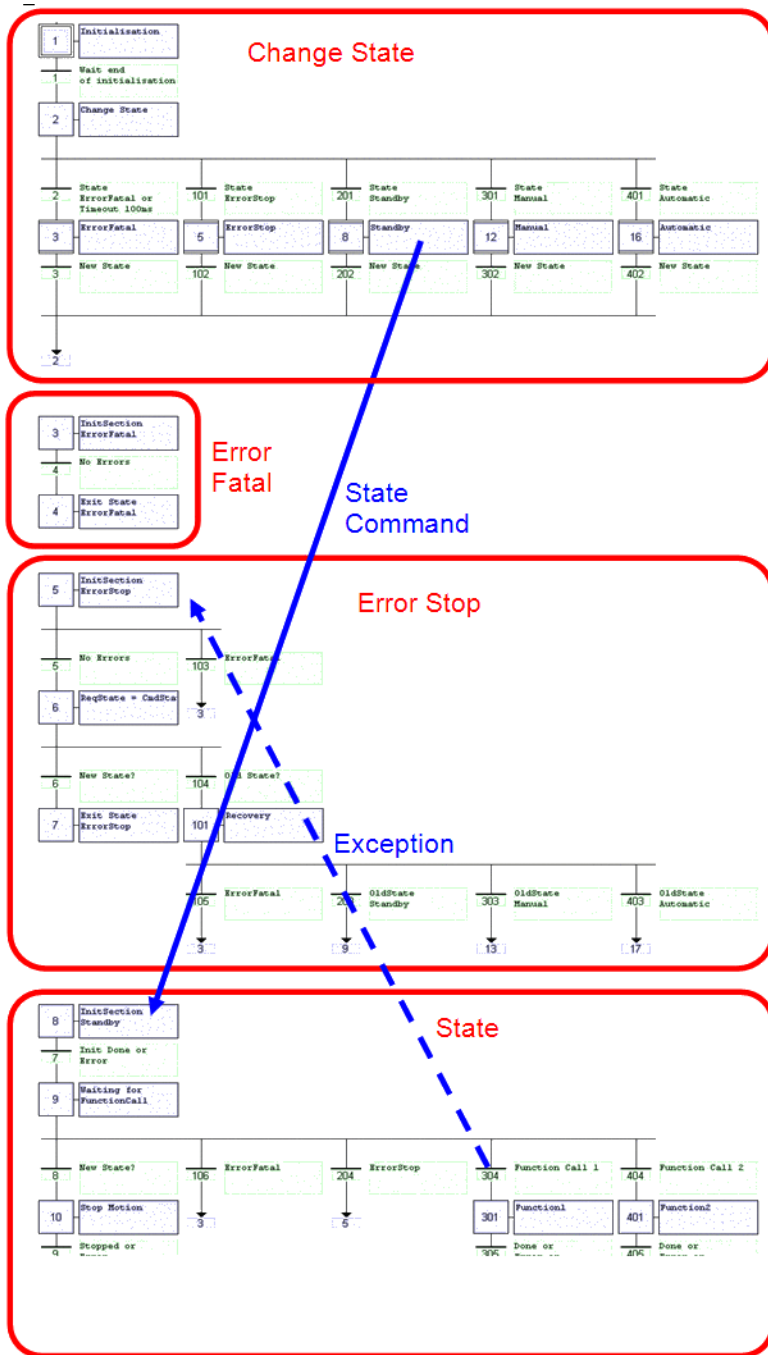 Change State
1
Initialisation
1
Wait end
of initialisation
2
Change State
2
State
ErrorFatal or
Timeout 100ms
101
State
ErrorStop
201
State
Standby
301
State
Manual
401
State
Automatic
3
ErrorFatal
5
ErrorStop
8
Standby
12
Manual
16
Automatic
3
New State
102
New State
202
New State
302
New State
402
New State
2
Error
Fatal
3
InitSection
ErrorFatal
4
No Errors
4
Exit State
ErrorFatal
State
Command
Error Stop
5
InitSection
ErrorStop
5
No Errors
103
ErrorFatal
6
ReqState = CmdSta
3
6
New State?
104
Old State?
7
Exit State
ErrorStop
101
Recovery
Exception
105
ErrorFatal
OldState
Standby
303
OldState
Manual
403
OldState
Automatic
3
9
13
17
State
8
InitSection
Standby
7
Init Done or
Error
9
Waiting for
FunctionCall
8
New State?
106
ErrorFatal
204
ErrorStop
304
Function Call 1
404
Function Call 2
10
Stop Motion
3
5
301
Function1
401
Function2
9
Stopped or
305
Done or
405
Done or